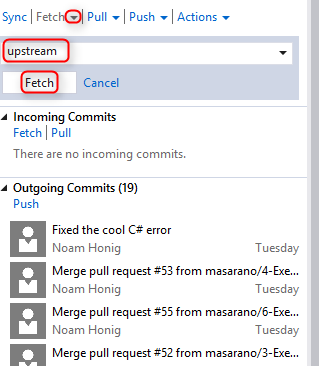 Sync | Fetch | Pull | Push | Actions
upstream
Fetch Cancel
Incoming Commits
Fetch | Pull
There are no incoming commits.
Outgoing Commits (19)
Push
Fixed the cool C# error
Noam Honig Tuesday
Merge pull request #53 from masarano/4-Exe...
Noam Honig Tuesday
Merge pull request #55 from masarano/6-Exe...
Noam Honig Tuesday
Merge pull request #52 from masarano/3-Exe...